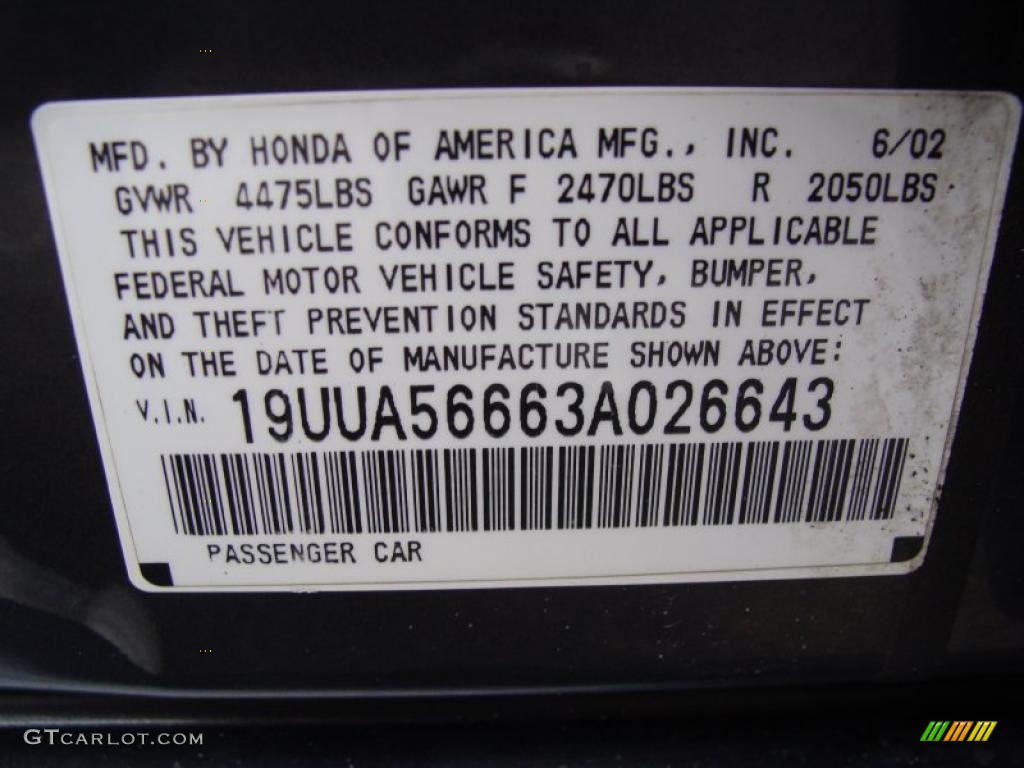 MFD. BY HONDA OF AMERICA MFG., INC. 6/02
GVWR 4475LBS GAWR F 2470LBS R 2050LBS
THIS VEHICLE CONFORMS TO ALL APPLICABLE
FEDERAL MOTOR VEHICLE SAFETY, BUMPER,
AND THEFT PREVENTION STANDARDS IN EFFECT
ON THE DATE OF MANUFACTURE SHOWN ABOVE:
V.I.N. 19UUA56663A026643
PASSENGER CAR
GTCARLOT.COM